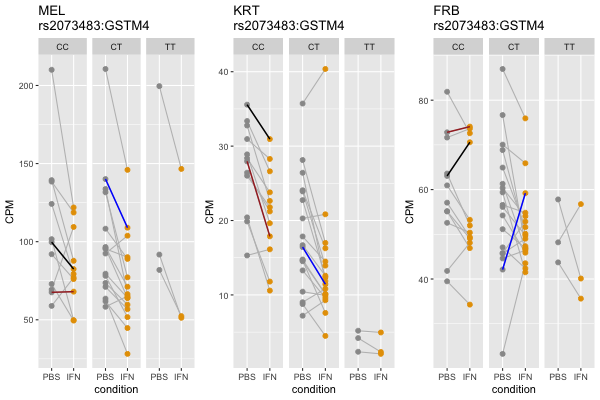 MEL
rs2073483:GSTM4
CC CT TT
CPM
200
150
100
50
PBS IFN PBS IFN PBS IFN
condition
KRT
rs2073483:GSTM4
CC CT TT
CPM
40
30
20
10
PBS IFN PBS IFN PBS IFN
condition
FRB
rs2073483:GSTM4
CC CT TT
CPM
80
60
40
PBS IFN PBS IFN PBS IFN
condition